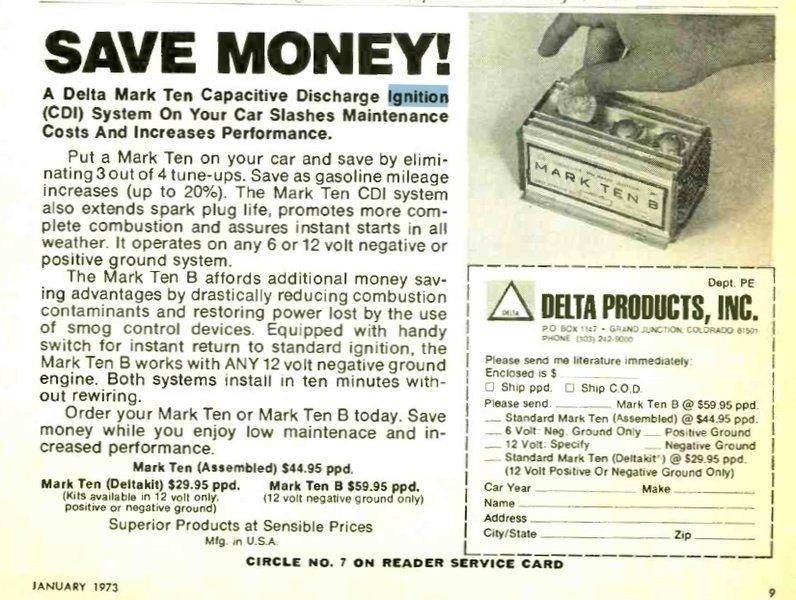 SAVE MONEY!
A Delta Mark Ten Capacitive Discharge Ignition
(CDI) System On Your Car Slashes Maintenance
Costs And Increases Performance.
Put a Mark Ten on your car and save by elimi-
nating 3 out of 4 tune-ups. Save as gasoline mileage
increases (up to 20%). The Mark Ten CDI system
also extends spark plug life, promotes more com-
plete combustion and assures instant starts in all
weather. It operates on any 6 or 12 volt negative or
positive ground system.
The Mark Ten B affords additional money sav-
ing advantages by drastically reducing combustion
contaminants and restoring power lost by the use
of smog control devices. Equipped with handy
switch for instant return to standard ignition, the
Mark Ten B works with ANY 12 volt negative ground
engine. Both systems install in ten minutes with-
out rewiring.
Order your Mark Ten or Mark Ten B today. Save
money while you enjoy low maintenace and in-
creased performance.
Mark Ten (Assembled) $44.95 ppd.
Mark Ten (Deltakit) $29.95 ppd.
(Kits available in 12 volt only,
positive or negative ground)
Mark Ten B $59.95 ppd.
(12 volt negative ground only)
Superior Products at Sensible Prices
Mfg. in U.S.A.
MARK TEN B
Dept. PE
DELTA
DELTA PRODUCTS, INC.
P.O. BOX 1147 • GRAND JUNCTION, COLORADO 81501
PHONE (303) 242-9000
Please send me literature immediately:
Enclosed is $
☐ Ship ppd. ☐ Ship C.O.D.
Please send: ____ Mark Ten B @ $59.95 ppd.
__ Standard Mark Ten (Assembled) @ $44.95 ppd.
__ 6 Volt: Neg. Ground Only __ Positive Ground
__ 12 Volt: Specify __ Negative Ground
__ Standard Mark Ten (Deltakit®) @ $29.95 ppd.
(12 Volt Positive Or Negative Ground Only)
Car Year ____ Make ____
Name ____
Address ____
City/State ____ Zip ____
CIRCLE NO. 7 ON READER SERVICE CARD
JANUARY 1973
9